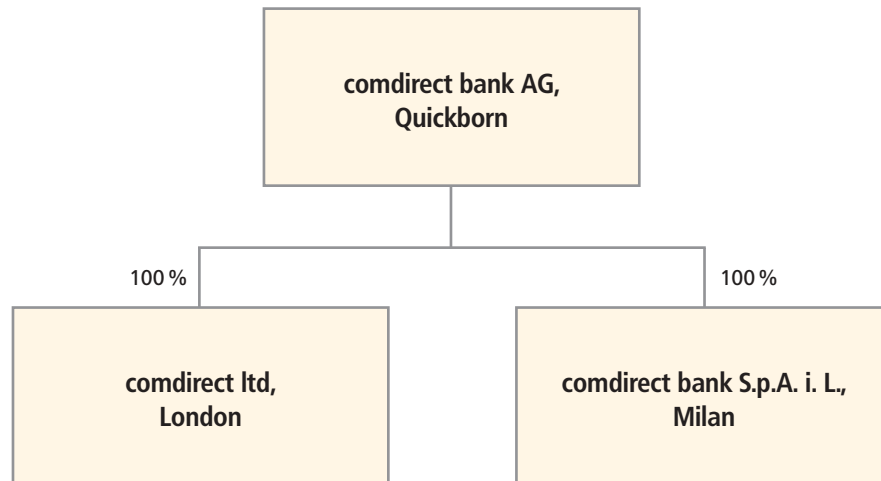 comdirect bank AG,
Quickborn
100 %
100 %
comdirect ltd,
London
comdirect bank S.p.A. i. L.,
Milan